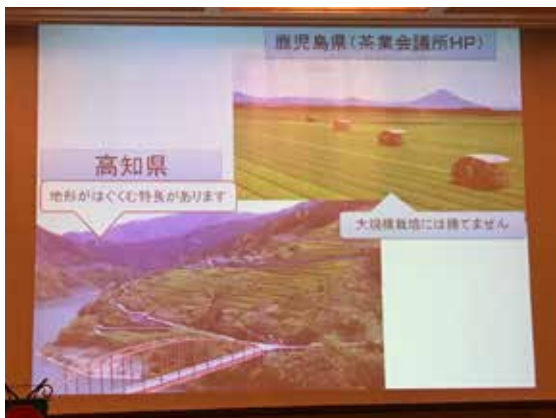 鹿児島県(茶業会議所HP)
高知県
地形がはぐくむ特長があります
大規模栽培には勝てません